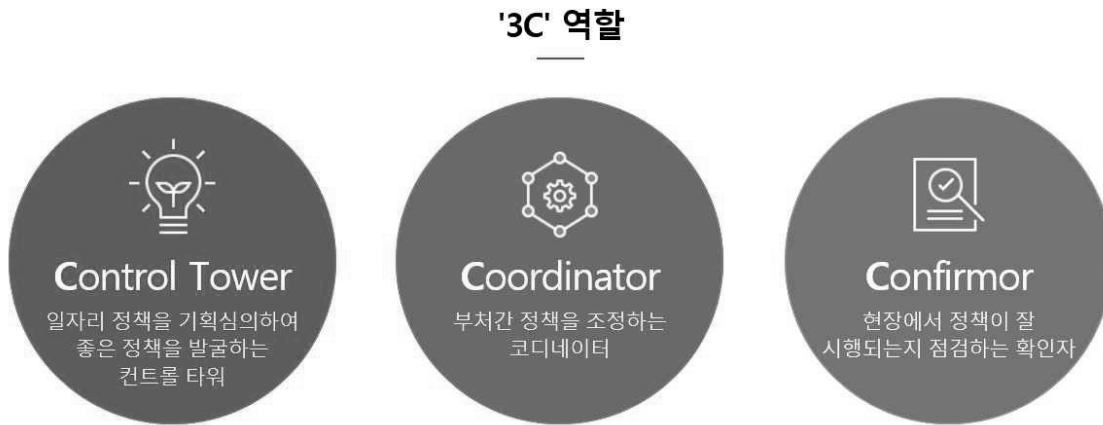 '3C' 역할
Control Tower
일자리 정책을 기획심의하여
좋은 정책을 발굴하는
컨트롤 타워
Coordinator
부처간 정책을 조정하는
코디네이터
Confirmor
현장에서 정책이 잘
시행되는지 점검하는 확인자